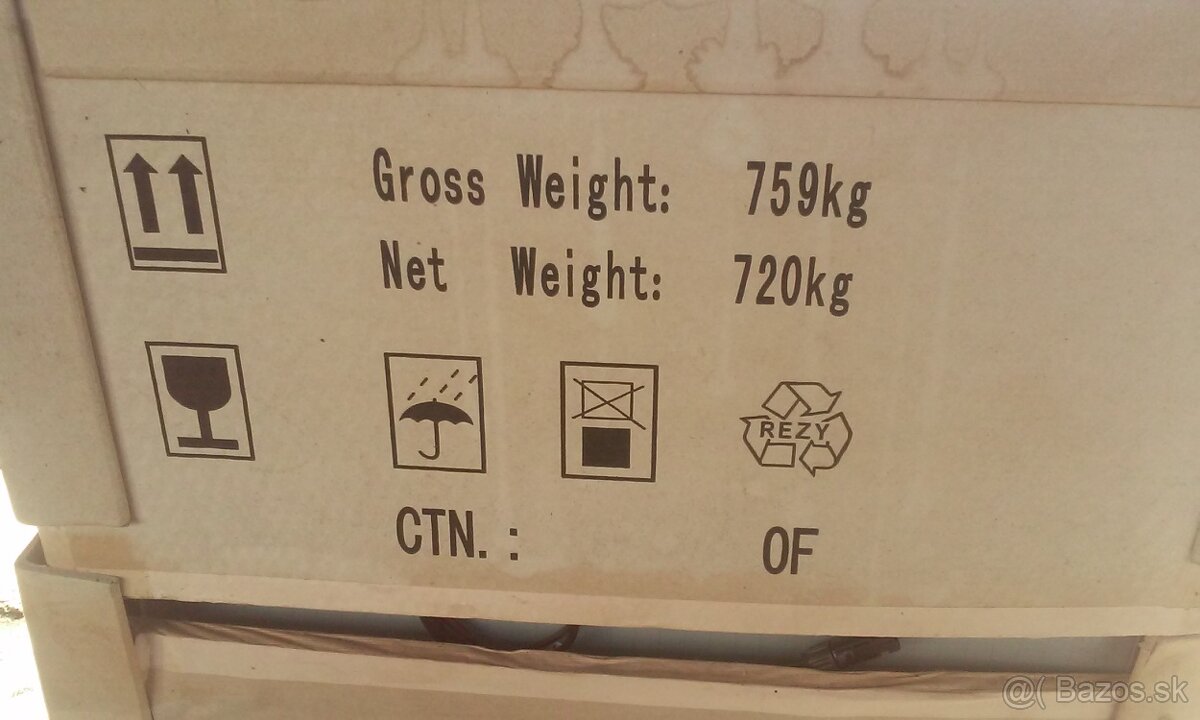 Gross Weight: 759kg
Net Weight: 720kg
REZY
CTN. : OF
@( Bazos.sk